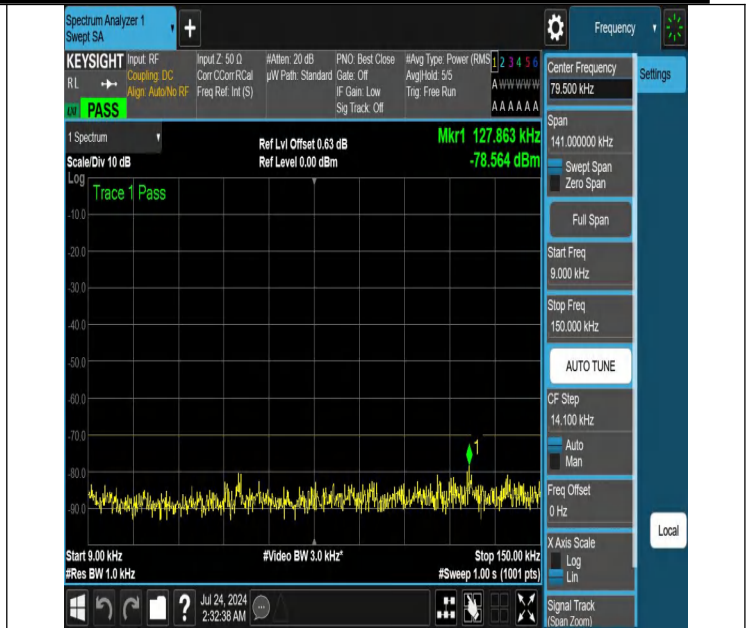 Spectrum Analyzer 1
Swept SA
+
Frequency
KEYSIGHT
RL
PASS
Input: RF
Coupling: DC
Align: Auto/No RF
Input Z: 50 Ω
Corr CCorr RCal
Freq Ref: Int (S)
#Atten: 20 dB
µW Path: Standard
PNO: Best Close
Gate: Off
IF Gain: Low
Sig Track: Off
#Avg Type: Power (RMS
Avg|Hold: 5/5
Trig: Free Run
1 2 3 4 5 6
A W W W W W
A A A A A A
1 Spectrum
Scale/Div 10 dB
Ref Lvl Offset 0.63 dB
Ref Level 0.00 dBm
Mkr1 127.863 kHz
-78.564 dBm
Log
Trace 1 Pass
-10.0
-20.0
-30.0
-40.0
-50.0
-60.0
-70.0
-80.0
-90.0
1
Start 9.00 kHz
#Res BW 1.0 kHz
#Video BW 3.0 kHz*
Stop 150.00 kHz
#Sweep 1.00 s (1001 pts)
Center Frequency
79.500 kHz
Settings
Span
141.000000 kHz
Swept Span
Zero Span
Full Span
Start Freq
9.000 kHz
Stop Freq
150.000 kHz
AUTO TUNE
CF Step
14.100 kHz
Auto
Man
Freq Offset
0 Hz
X Axis Scale
Log
Lin
Local
Signal Track
(Span Zoom)
?
Jul 24, 2024
2:32:38 AM